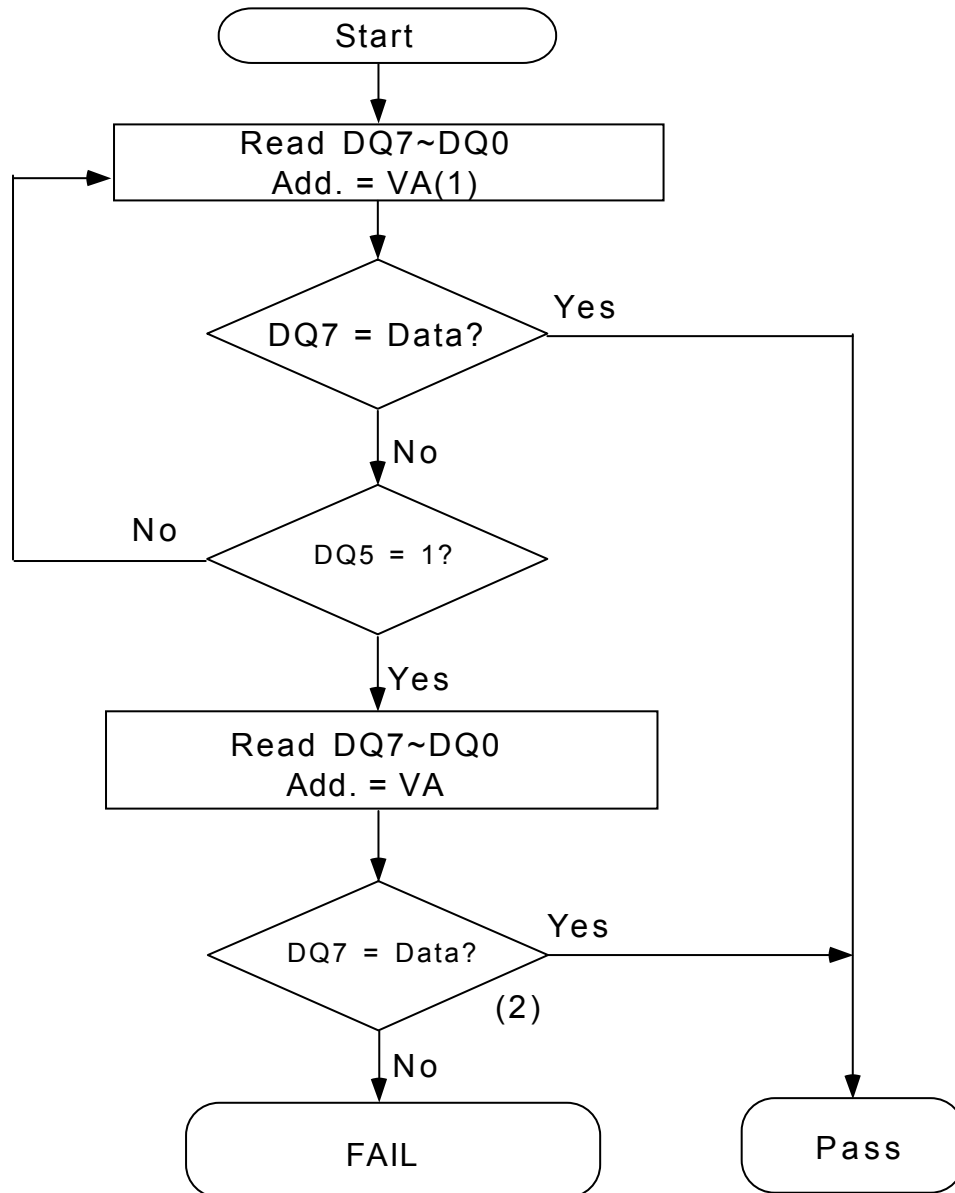 Start
Read DQ7~DQ0
Add. = VA(1)
DQ7 = Data?
Yes
No
DQ5 = 1?
No
Yes
Read DQ7~DQ0
Add. = VA
DQ7 = Data?
Yes
(2)
No
FAIL
Pass